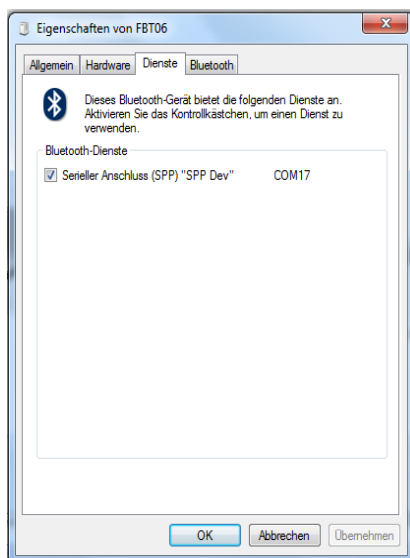 Eigenschaften von FBT06
Allgemein Hardware Dienste Bluetooth
Dieses Bluetooth-Gerät bietet die folgenden Dienste an.
Aktivieren Sie das Kontrollkästchen, um einen Dienst zu
verwenden.
Bluetooth-Dienste
Serieller Anschluss (SPP) "SPP Dev" COM17
OK Abbrechen Übernehmen